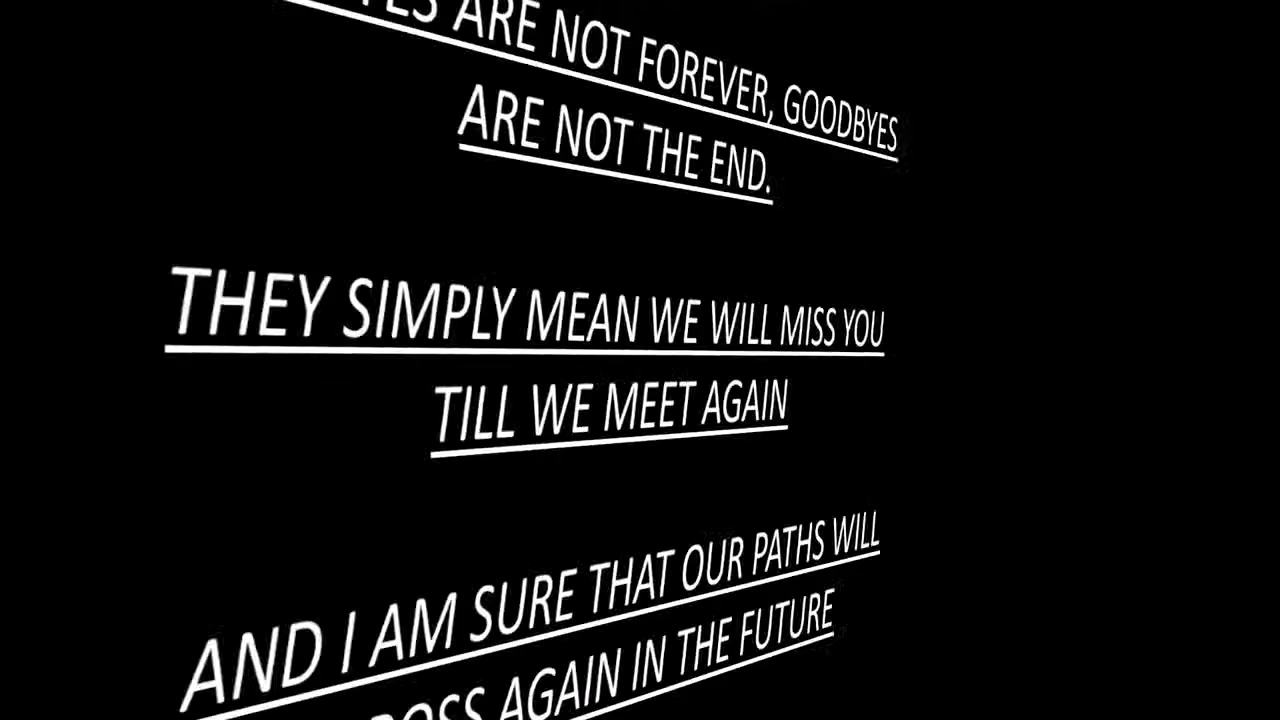 ARE NOT FOREVER, GOODBYES
ARE NOT THE END.
THEY SIMPLY MEAN WE WILL MISS YOU
TILL WE MEET AGAIN
AND I AM SURE THAT OUR PATHS WILL
AGAIN IN THE FUTURE